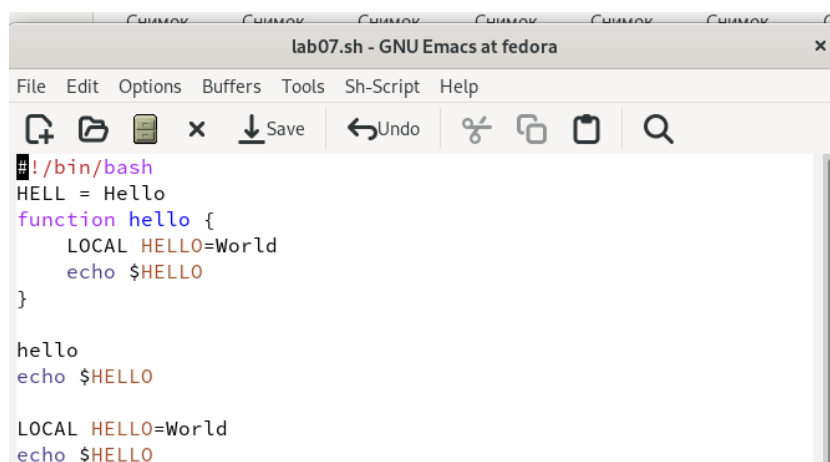 Снимок Снимок Снимок Снимок Снимок Снимок
lab07.sh - GNU Emacs at fedora
File Edit Options Buffers Tools Sh-Script Help
Save Undo
#!/bin/bash
HELL = Hello
function hello {
    LOCAL HELLO=World
    echo $HELLO
}
hello
echo $HELLO
LOCAL HELLO=World
echo $HELLO